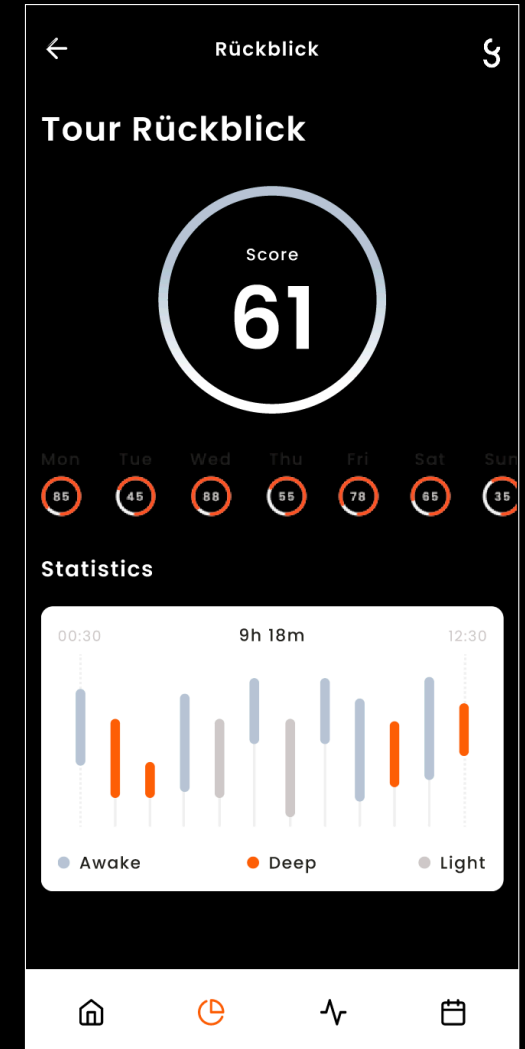 Rückblick
Tour Rückblick
Score
61
Mon Tue Wed Thu Fri Sat Sun
85 45 88 55 78 65 35
Statistics
00:30 9h 18m 12:30
Awake Deep Light